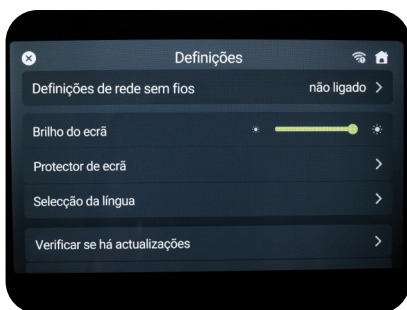 Definições
Definições de rede sem fios não ligado
Brilho do ecrã
Protector de ecrã
Selecção da língua
Verificar se há actualizações